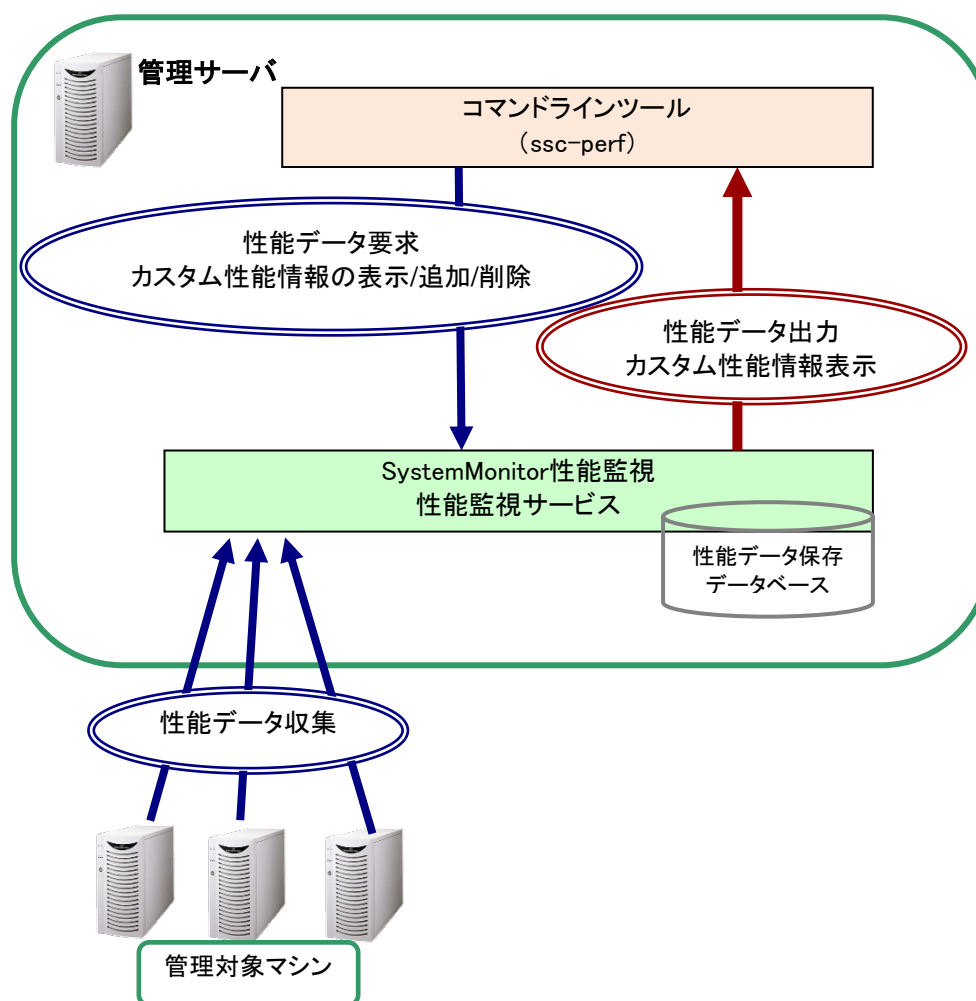 管理サーバ
コマンドラインツール
(ssc-perf)
性能データ要求
カスタム性能情報の表示/追加/削除
性能データ出力
カスタム性能情報表示
SystemMonitor性能監視
性能監視サービス
性能データ保存
データベース
性能データ収集
管理対象マシン